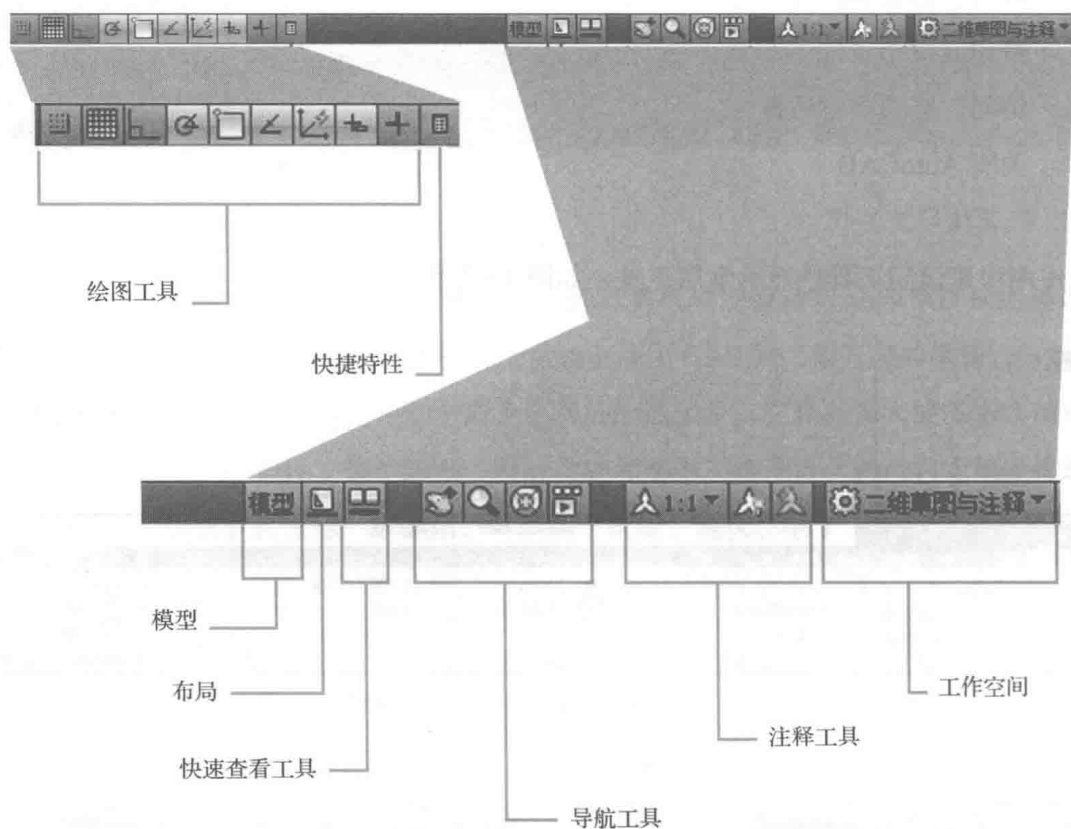 模型 1:1 二维草图与注释
绘图工具
快捷特性
模型 1:1 二维草图与注释
模型
布局
工作空间
注释工具
快速查看工具
导航工具